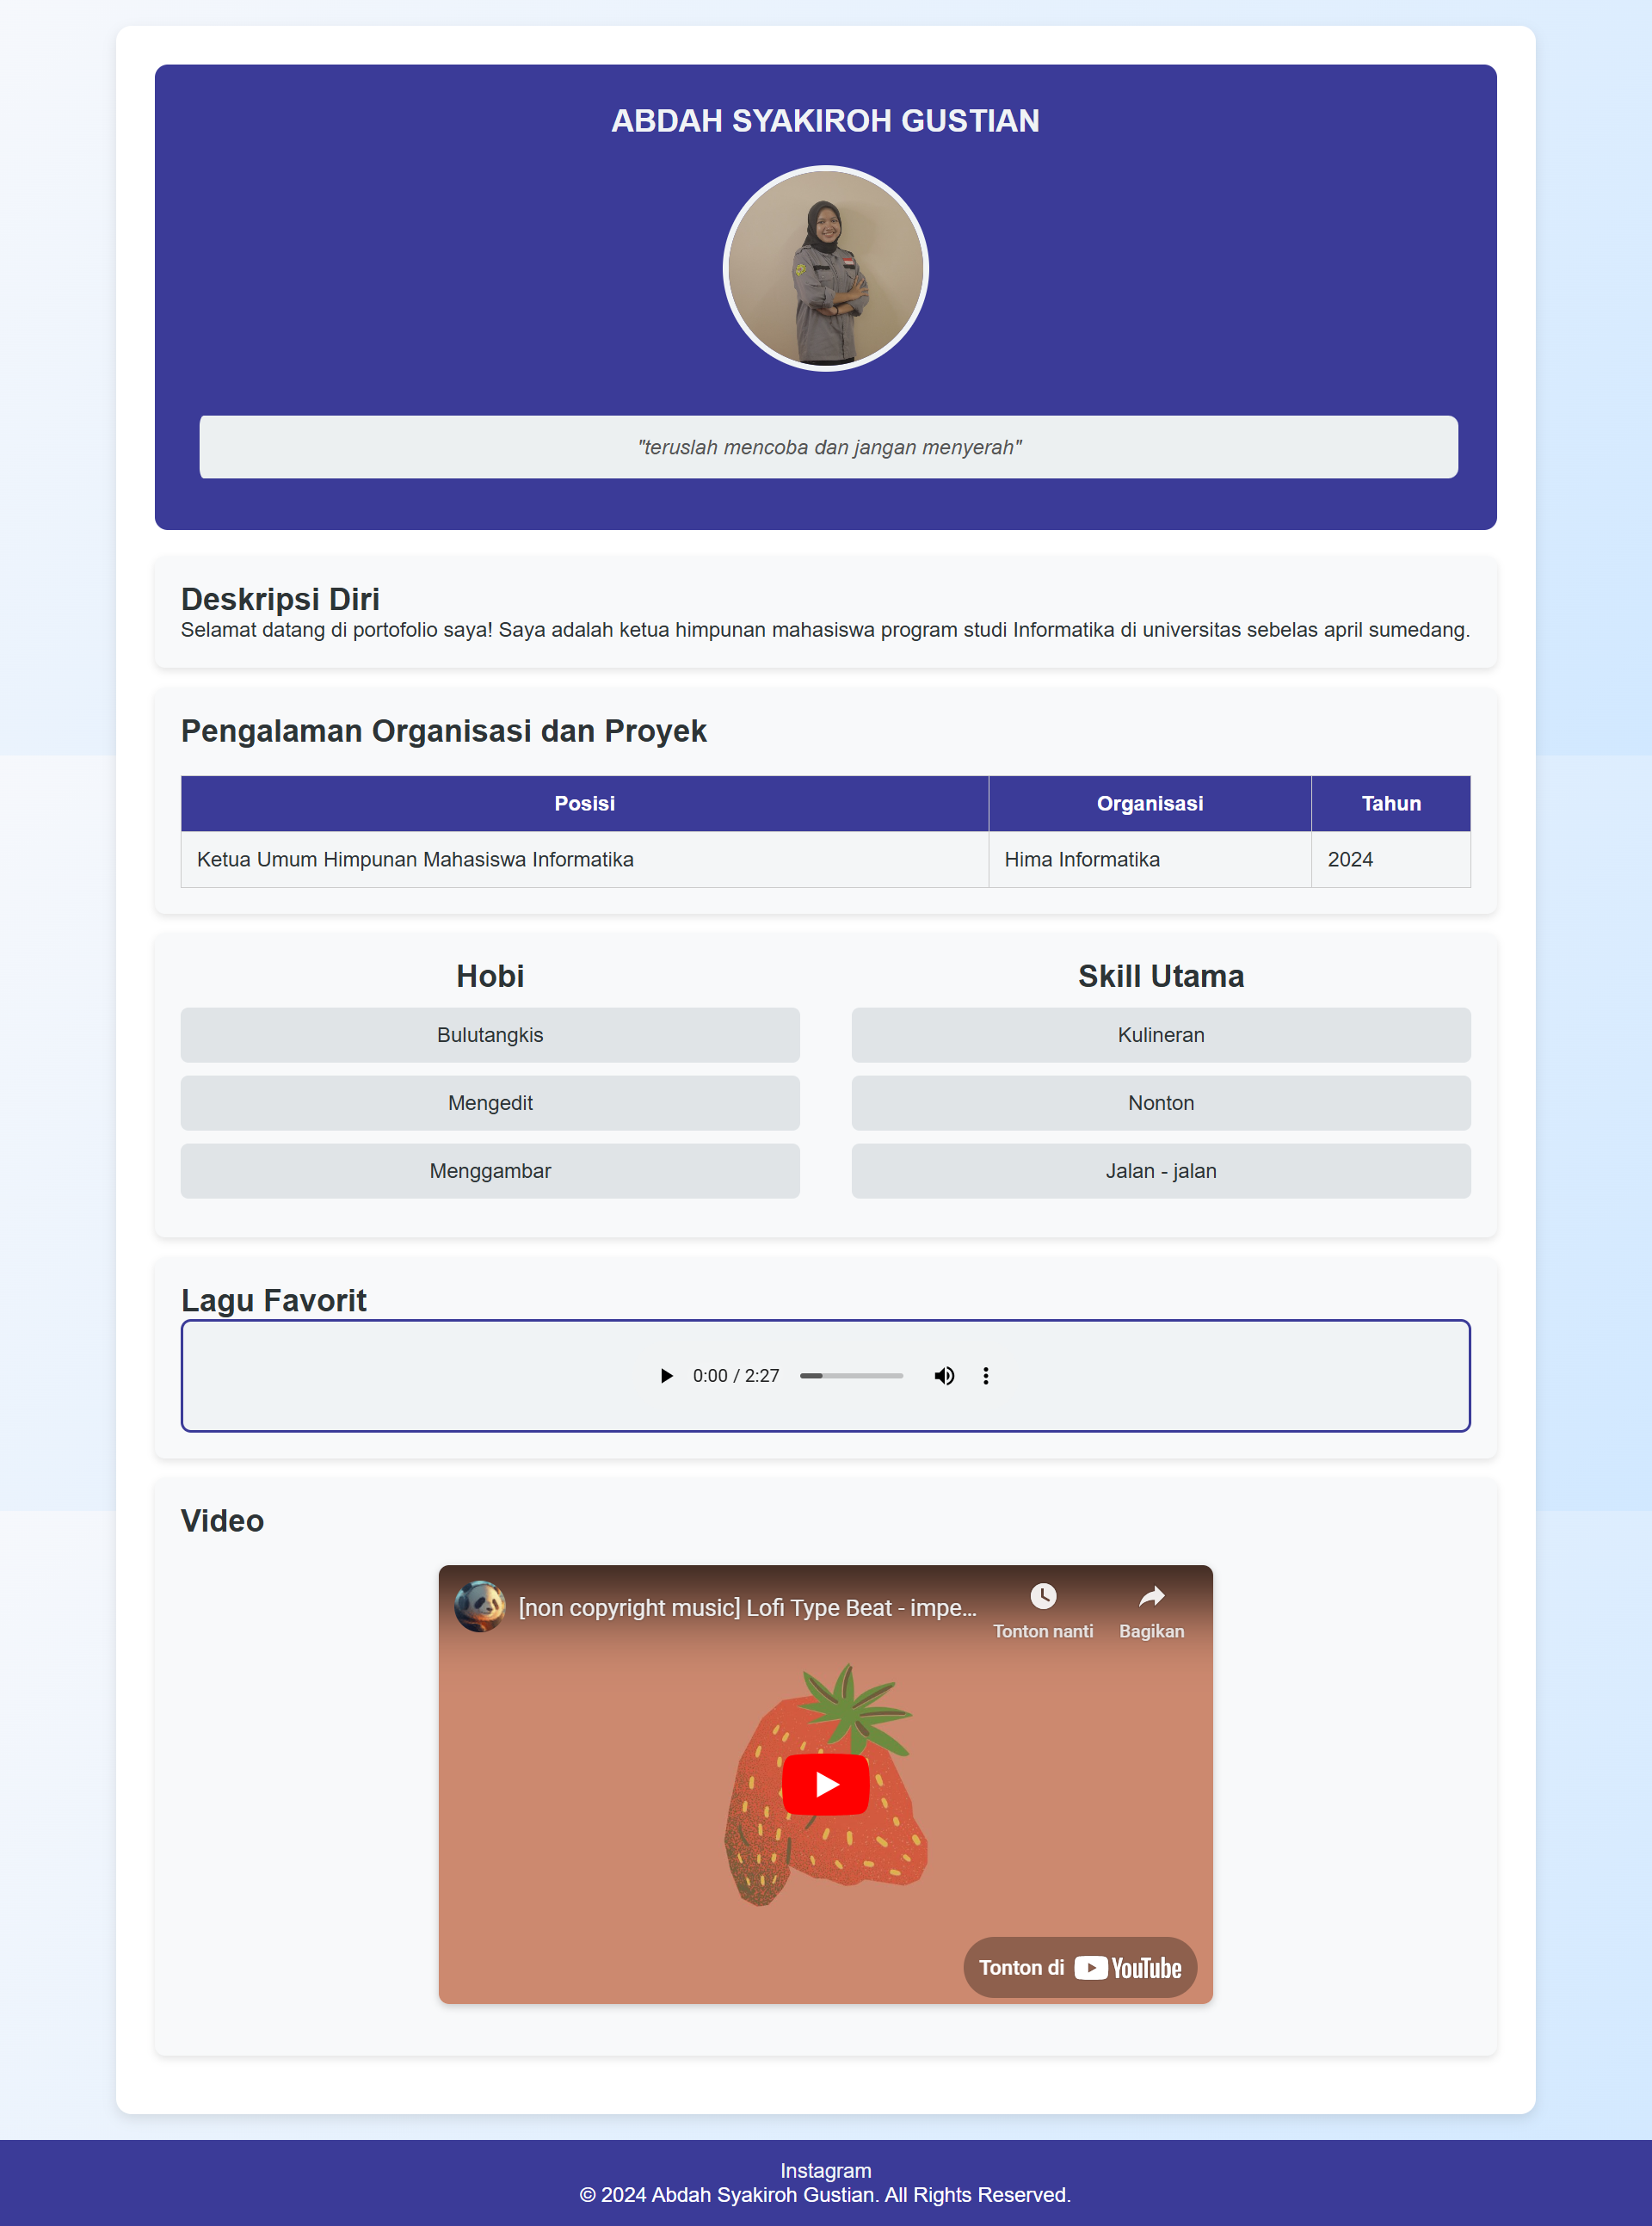 ABDAH SYAKIROH GUSTIAN
"teruslah mencoba dan jangan menyerah"
Deskripsi Diri
Selamat datang di portofolio saya! Saya adalah ketua himpunan mahasiswa program studi Informatika di universitas sebelas april sumedang.
Pengalaman Organisasi dan Proyek
Posisi Organisasi Tahun
Ketua Umum Himpunan Mahasiswa Informatika Hima Informatika 2024
Hobi
Bulutangkis
Mengedit
Menggambar
Skill Utama
Kulineran
Nonton
Jalan - jalan
Lagu Favorit
0:00 / 2:27
Video
[non copyright music] Lofi Type Beat - impe...
Tonton nanti
Bagikan
Tonton di YouTube
Instagram
© 2024 Abdah Syakiroh Gustian. All Rights Reserved.